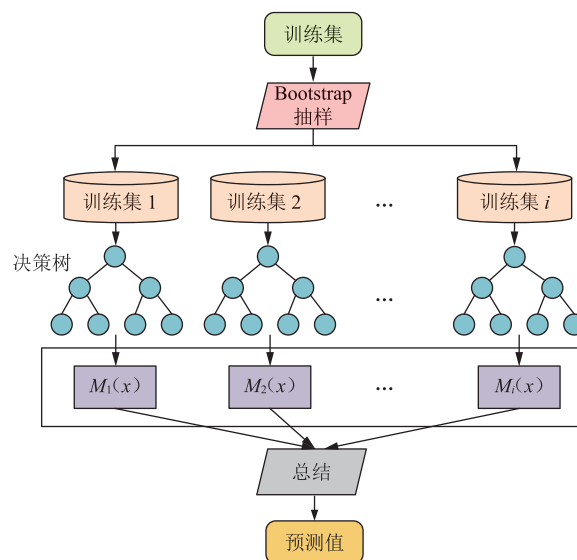 训练集
Bootstrap
抽样
训练集 1
训练集 2
...
训练集 i
决策树
...
M₁(x)
M₂(x)
...
Mᵢ(x)
总结
预测值